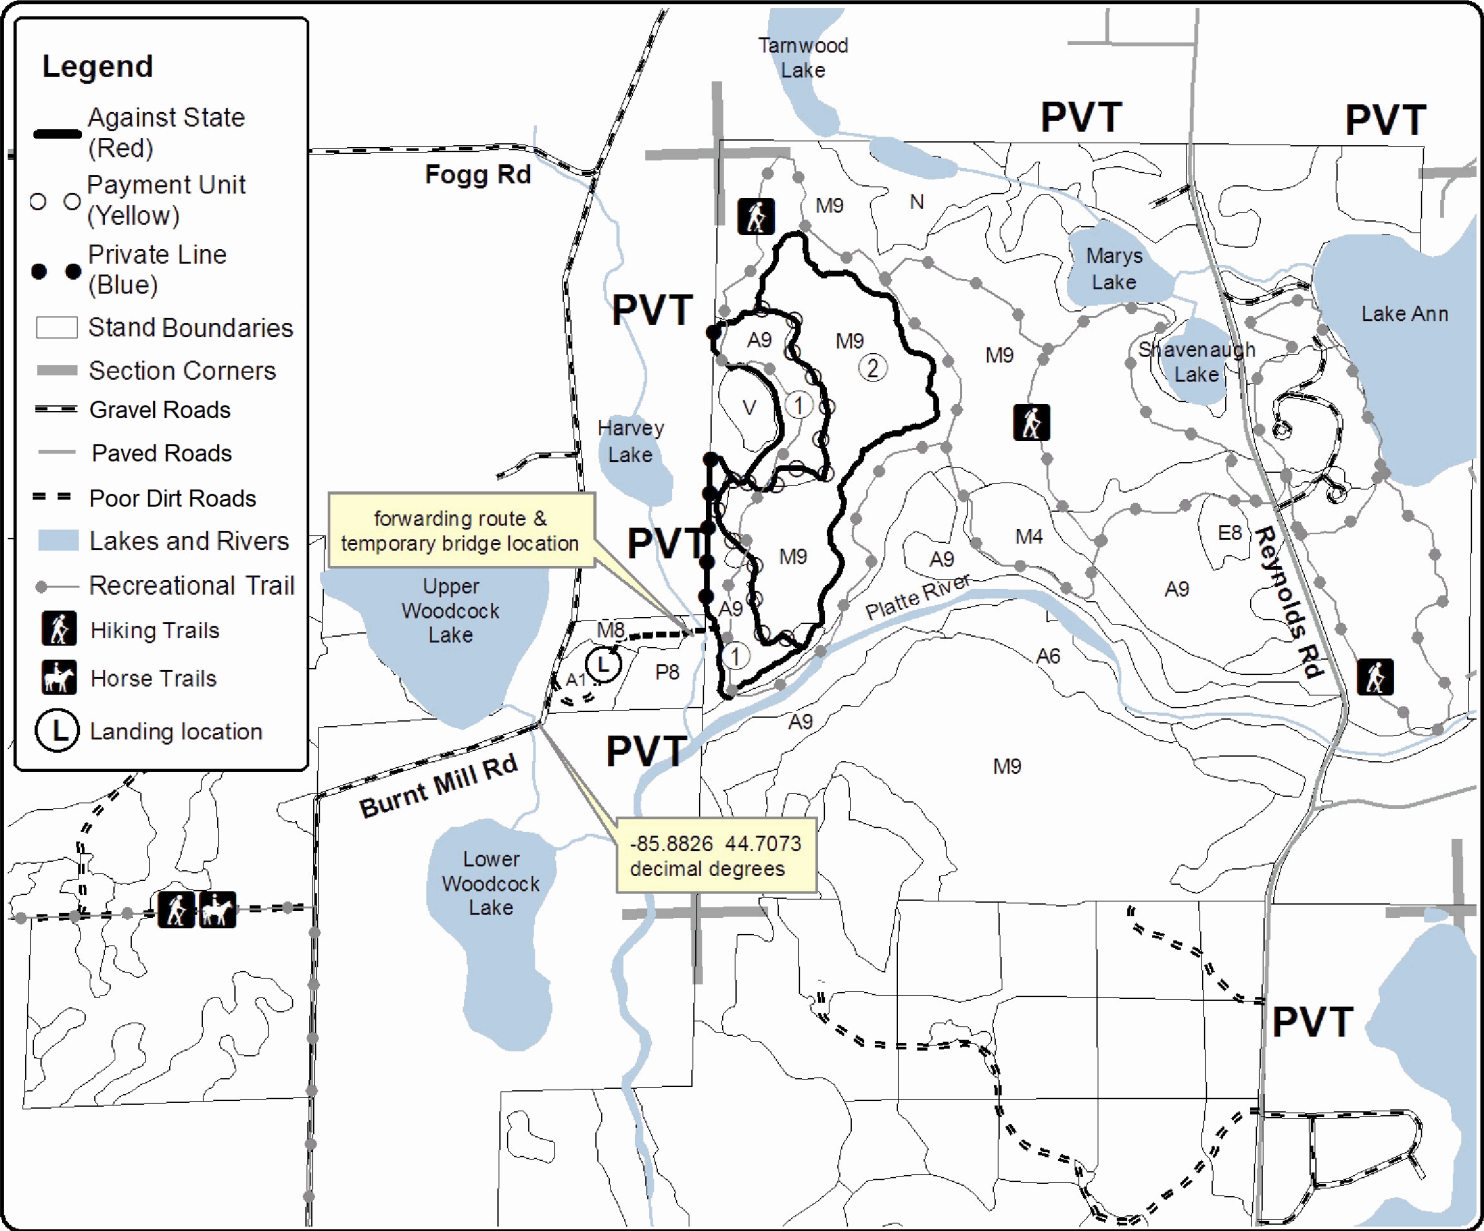 Legend
Against State
(Red)
Payment Unit
(Yellow)
Private Line
(Blue)
Stand Boundaries
Section Corners
Gravel Roads
Paved Roads
Poor Dirt Roads
Lakes and Rivers
Recreational Trail
Hiking Trails
Horse Trails
L
Landing location
Tarnwood
Lake
PVT
PVT
Fogg Rd
M9
N
Marys
Lake
Lake Ann
PVT
A9
M9
2
M9
Shavenaugh
Lake
V
1
Harvey
Lake
forwarding route &
temporary bridge location
PVT
M9
M4
A9
E8
A9
Reynolds Rd
Platte River
Upper
Woodcock
Lake
A9
M8
L
A1
P8
1
A6
A9
PVT
M9
Burnt Mill Rd
-85.8826 44.7073
decimal degrees
Lower
Woodcock
Lake
PVT